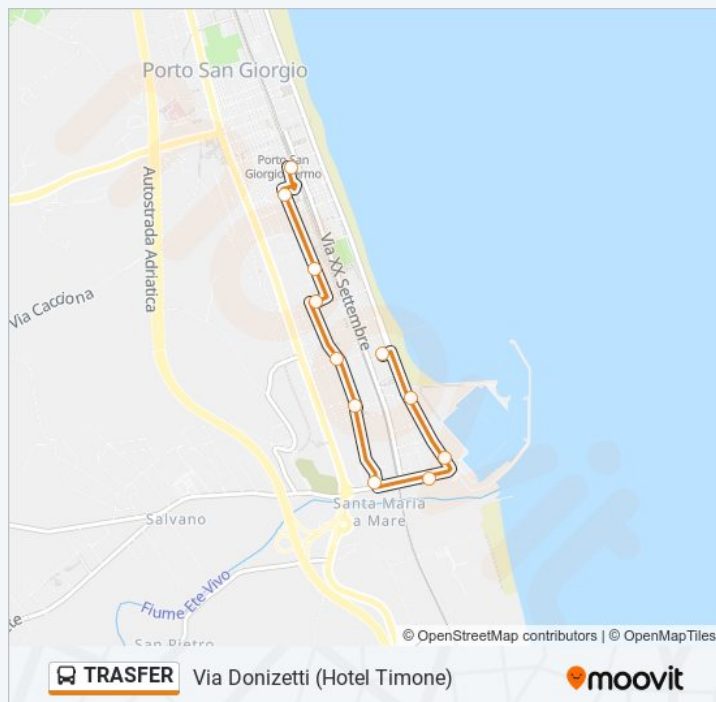 Porto San Giorgio
Porto San
Giorgio Fermo
Autostrada Adriatica
Via XX Settembre
Via Cacciona
Santa Maria
a Mare
Salvano
Fiume Ete Vivo
San Pietro
© OpenStreetMap contributors | © OpenMapTiles
TRASFER
Via Donizetti (Hotel Timone)
moovit